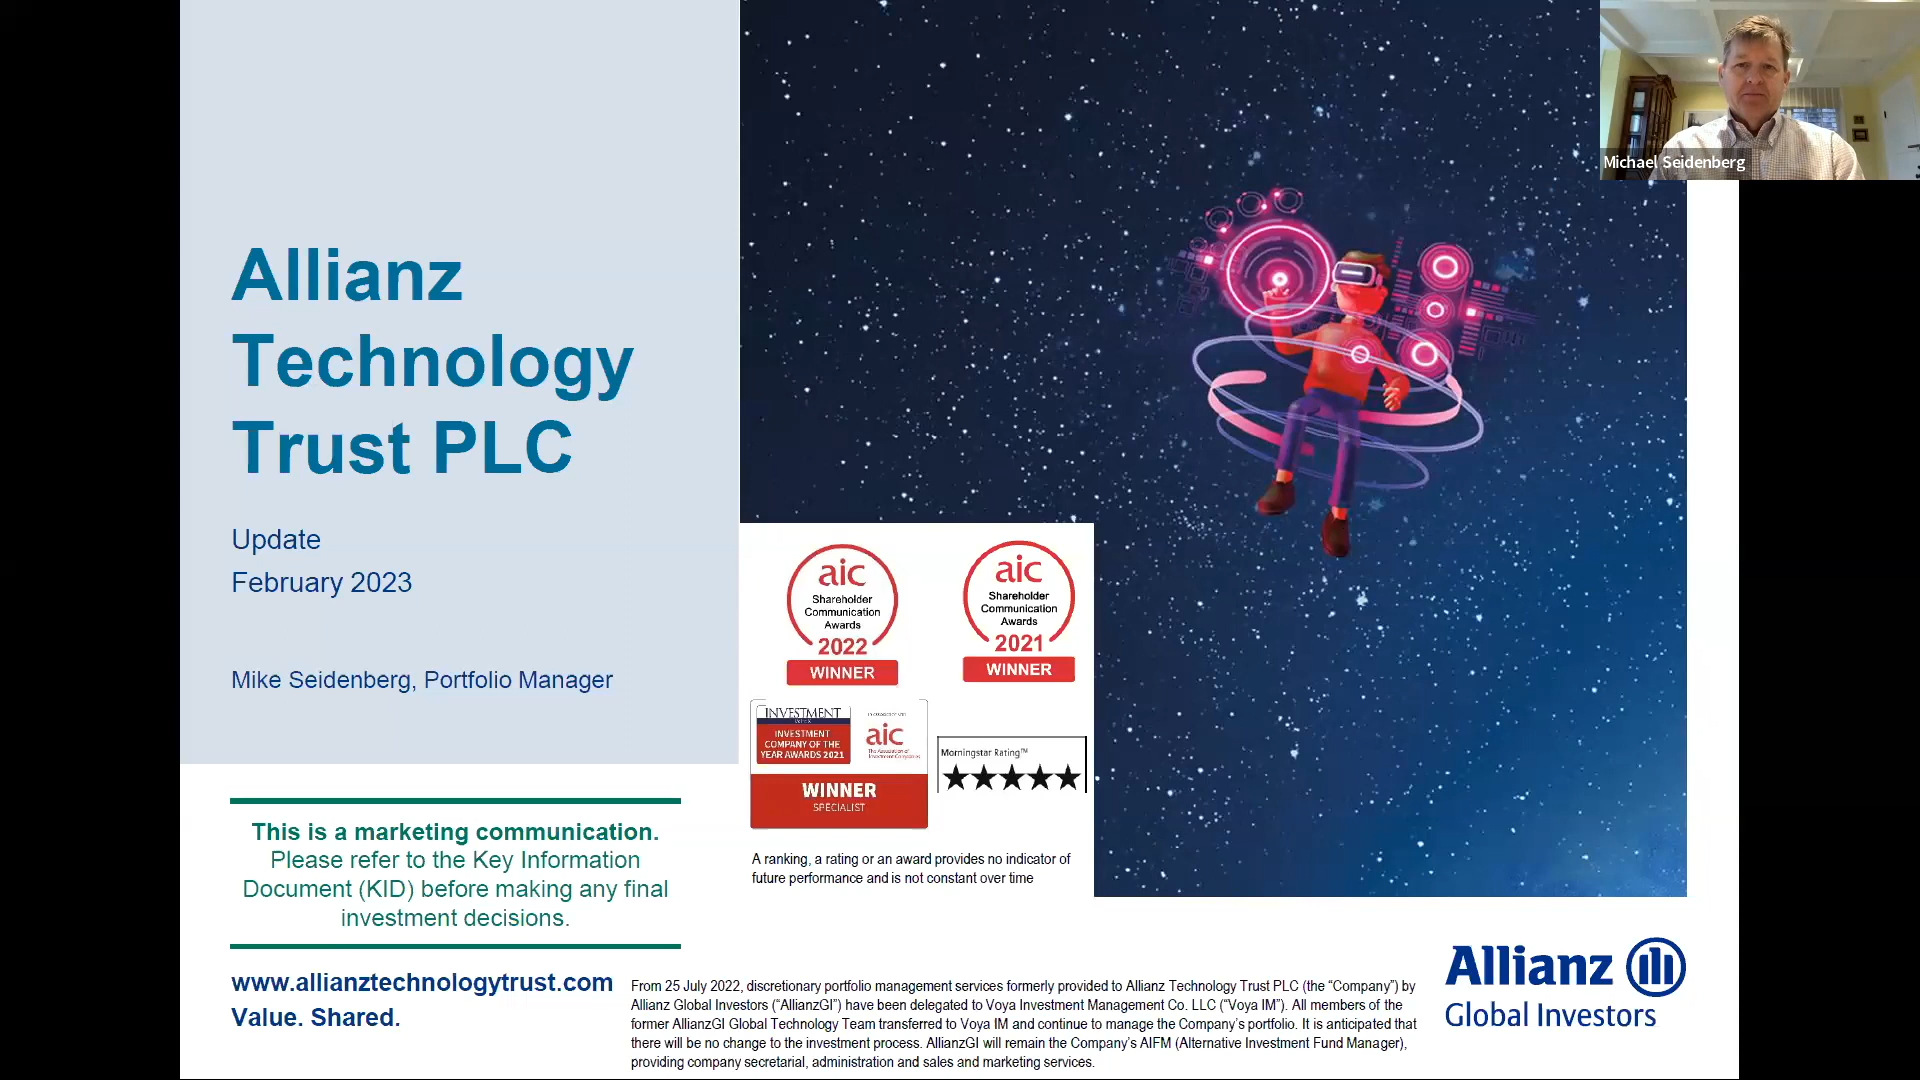 Allianz
Technology
Trust PLC
Update
February 2023
Mike Seidenberg, Portfolio Manager
This is a marketing communication.
Please refer to the Key Information
Document (KID) before making any final
investment decisions.
www.allianztechnologytrust.com
Value. Shared.
aic
Shareholder
Communication
Awards
2022
WINNER
aic
Shareholder
Communication
Awards
2021
WINNER
INVESTMENT
INVESTMENT
COMPANY OF THE
YEAR AWARDS 2021
aic
The Association of
Investment Companies
WINNER
SPECIALIST
Morningstar Rating™
★★★★★
A ranking, a rating or an award provides no indicator of
future performance and is not constant over time
From 25 July 2022, discretionary portfolio management services formerly provided to Allianz Technology Trust PLC (the “Company”) by
Allianz Global Investors (“AllianzGI”) have been delegated to Voya Investment Management Co. LLC (“Voya IM”). All members of the
former AllianzGI Global Technology Team transferred to Voya IM and continue to manage the Company’s portfolio. It is anticipated that
there will be no change to the investment process. AllianzGI will remain the Company’s AIFM (Alternative Investment Fund Manager),
providing company secretarial, administration and sales and marketing services.
Allianz
Global Investors
Michael Seidenberg